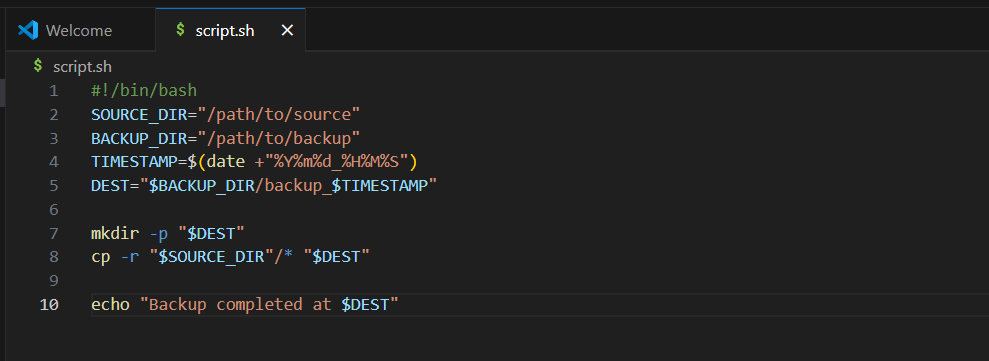 Welcome
$ script.sh ×
$ script.sh
1 #!/bin/bash
2 SOURCE_DIR="/path/to/source"
3 BACKUP_DIR="/path/to/backup"
4 TIMESTAMP=$(date +"%Y%m%d_%H%M%S")
5 DEST="$BACKUP_DIR/backup_$TIMESTAMP"
6
7 mkdir -p "$DEST"
8 cp -r "$SOURCE_DIR"/* "$DEST"
9
10 echo "Backup completed at $DEST"